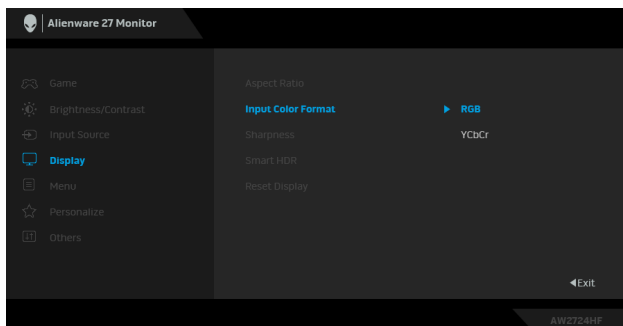 Alienware 27 Monitor
Game
Aspect Ratio
Brightness/Contrast
Input Color Format
RGB
Input Source
Sharpness
YCbCr
Display
Smart HDR
Menu
Reset Display
Personalize
Others
Exit
AW2724HF